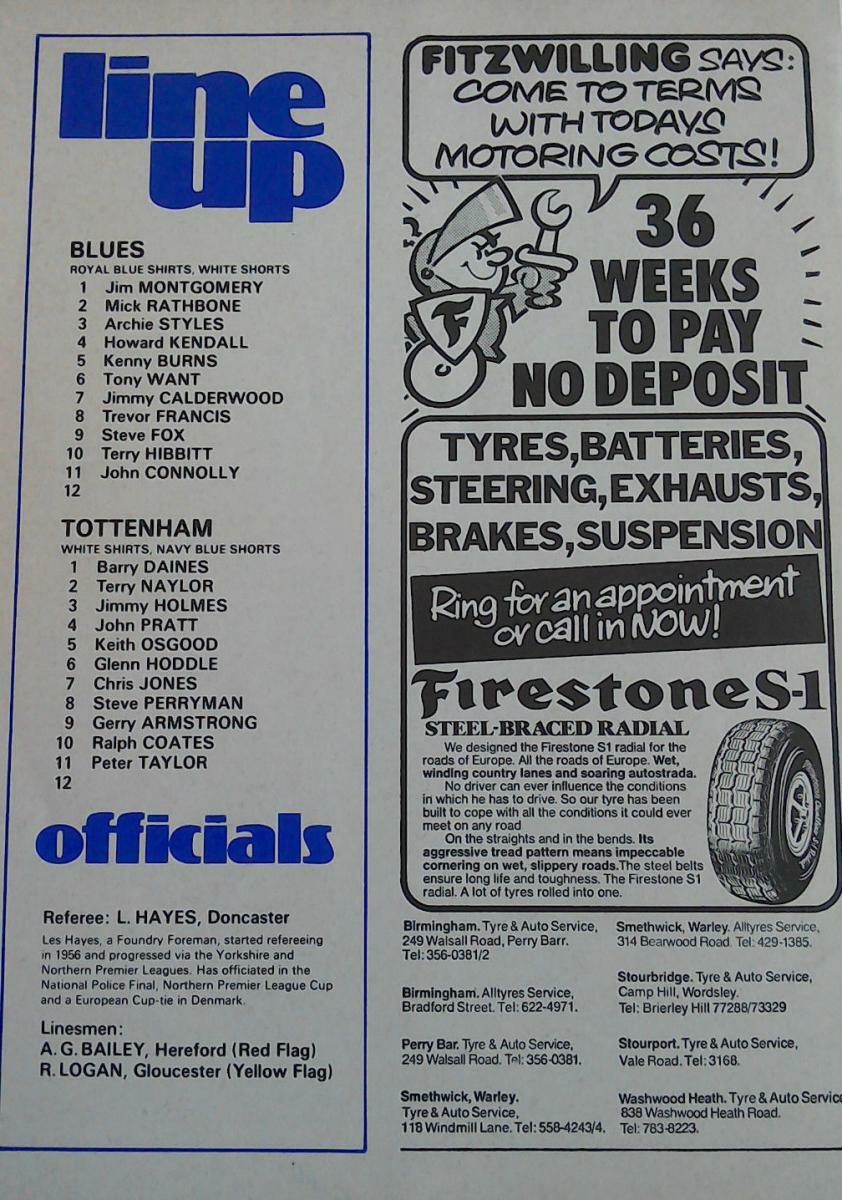 line
up
BLUES
ROYAL BLUE SHIRTS, WHITE SHORTS
1 Jim MONTGOMERY
2 Mick RATHBONE
3 Archie STYLES
4 Howard KENDALL
5 Kenny BURNS
6 Tony WANT
7 Jimmy CALDERWOOD
8 Trevor FRANCIS
9 Steve FOX
10 Terry HIBBITT
11 John CONNOLLY
12
TOTTENHAM
WHITE SHIRTS, NAVY BLUE SHORTS
1 Barry DAINES
2 Terry NAYLOR
3 Jimmy HOLMES
4 John PRATT
5 Keith OSGOOD
6 Glenn HODDLE
7 Chris JONES
8 Steve PERRYMAN
9 Gerry ARMSTRONG
10 Ralph COATES
11 Peter TAYLOR
12
officials
Referee: L. HAYES, Doncaster
Les Hayes, a Foundry Foreman, started refereeing
in 1956 and progressed via the Yorkshire and
Northern Premier Leagues. Has officiated in the
National Police Final, Northern Premier League Cup
and a European Cup-tie in Denmark.
Linesmen:
A. G. BAILEY, Hereford (Red Flag)
R. LOGAN, Gloucester (Yellow Flag)
FITZWILLING SAYS:
COME TO TERMS
WITH TODAYS
MOTORING COSTS!
F
36
WEEKS
TO PAY
NO DEPOSIT
TYRES, BATTERIES,
STEERING, EXHAUSTS,
BRAKES, SUSPENSION
Ring for an appointment
or call in NOW!
Firestone S-1
STEEL-BRACED RADIAL
We designed the Firestone S1 radial for the
roads of Europe. All the roads of Europe. Wet,
winding country lanes and soaring autostrada.
No driver can ever influence the conditions
in which he has to drive. So our tyre has been
built to cope with all the conditions it could ever
meet on any road
On the straights and in the bends. Its
aggressive tread pattern means impeccable
cornering on wet, slippery roads. The steel belts
ensure long life and toughness. The Firestone S1
radial. A lot of tyres rolled into one.
Birmingham. Tyre & Auto Service,
249 Walsall Road, Perry Barr.
Tel: 356-0381/2
Birmingham. Alltyres Service,
Bradford Street. Tel: 622-4971.
Perry Bar. Tyre & Auto Service,
249 Walsall Road. Tel: 356-0381.
Smethwick, Warley.
Tyre & Auto Service,
118 Windmill Lane. Tel: 558-4243/4.
Smethwick, Warley. Alltyres Service,
314 Bearwood Road. Tel: 429-1385.
Stourbridge. Tyre & Auto Service,
Camp Hill, Wordsley.
Tel: Brierley Hill 77288/73329
Stourport. Tyre & Auto Service,
Vale Road. Tel: 3168.
Washwood Heath. Tyre & Auto Service
838 Washwood Heath Road.
Tel: 783-8223.